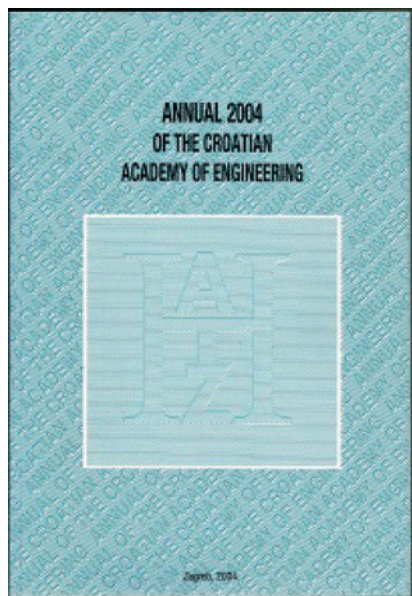 ANNUAL 2004
OF THE CROATIAN
ACADEMY OF ENGINEERING
Zagreb, 2004.